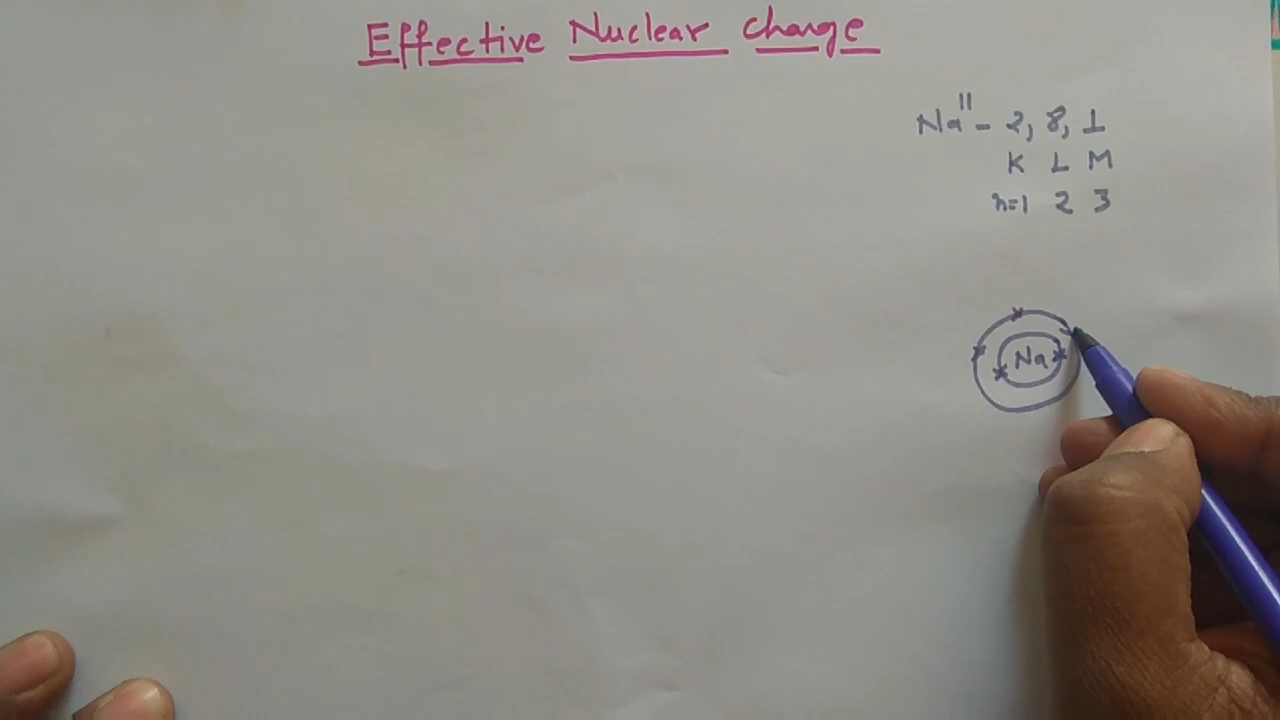 Effective Nuclear Charge
Na¹¹ - 2, 8, 1
K L M
n=1 2 3
Na